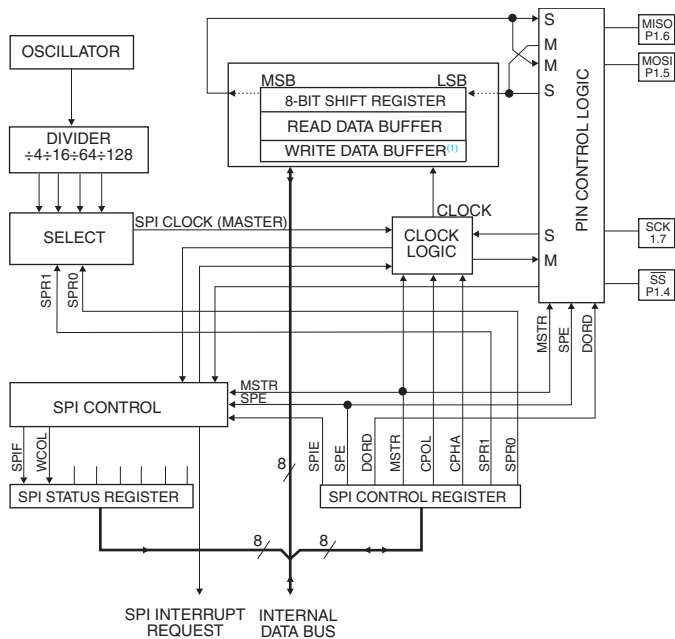 OSCILLATOR
DIVIDER
÷4÷16÷64÷128
SELECT
SPI CLOCK (MASTER)
SPR1
SPR0
MSB
LSB
8-BIT SHIFT REGISTER
READ DATA BUFFER
WRITE DATA BUFFER(1)
CLOCK
CLOCK
LOGIC
S
M
M
S
S
M
PIN CONTROL LOGIC
MISO
P1.6
MOSI
P1.5
SCK
1.7
SS
P1.4
MSTR
SPE
DORD
SPI CONTROL
MSTR
SPE
SPIF
WCOL
SPI STATUS REGISTER
8
SPIE
SPE
DORD
MSTR
CPOL
CPHA
SPR1
SPR0
SPI CONTROL REGISTER
8
8
SPI INTERRUPT
REQUEST
INTERNAL
DATA BUS